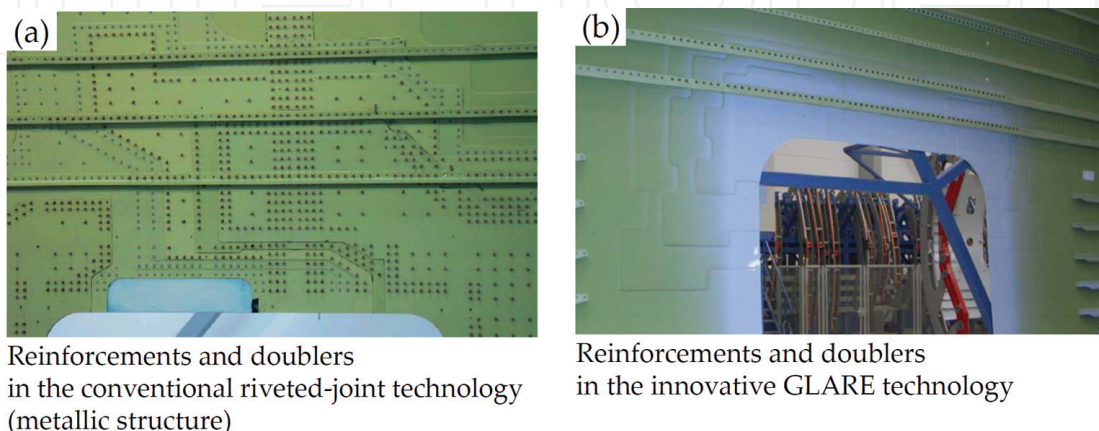 (a)
(b)
Reinforcements and doublers
in the conventional riveted-joint technology
(metallic structure)
Reinforcements and doublers
in the innovative GLARE technology